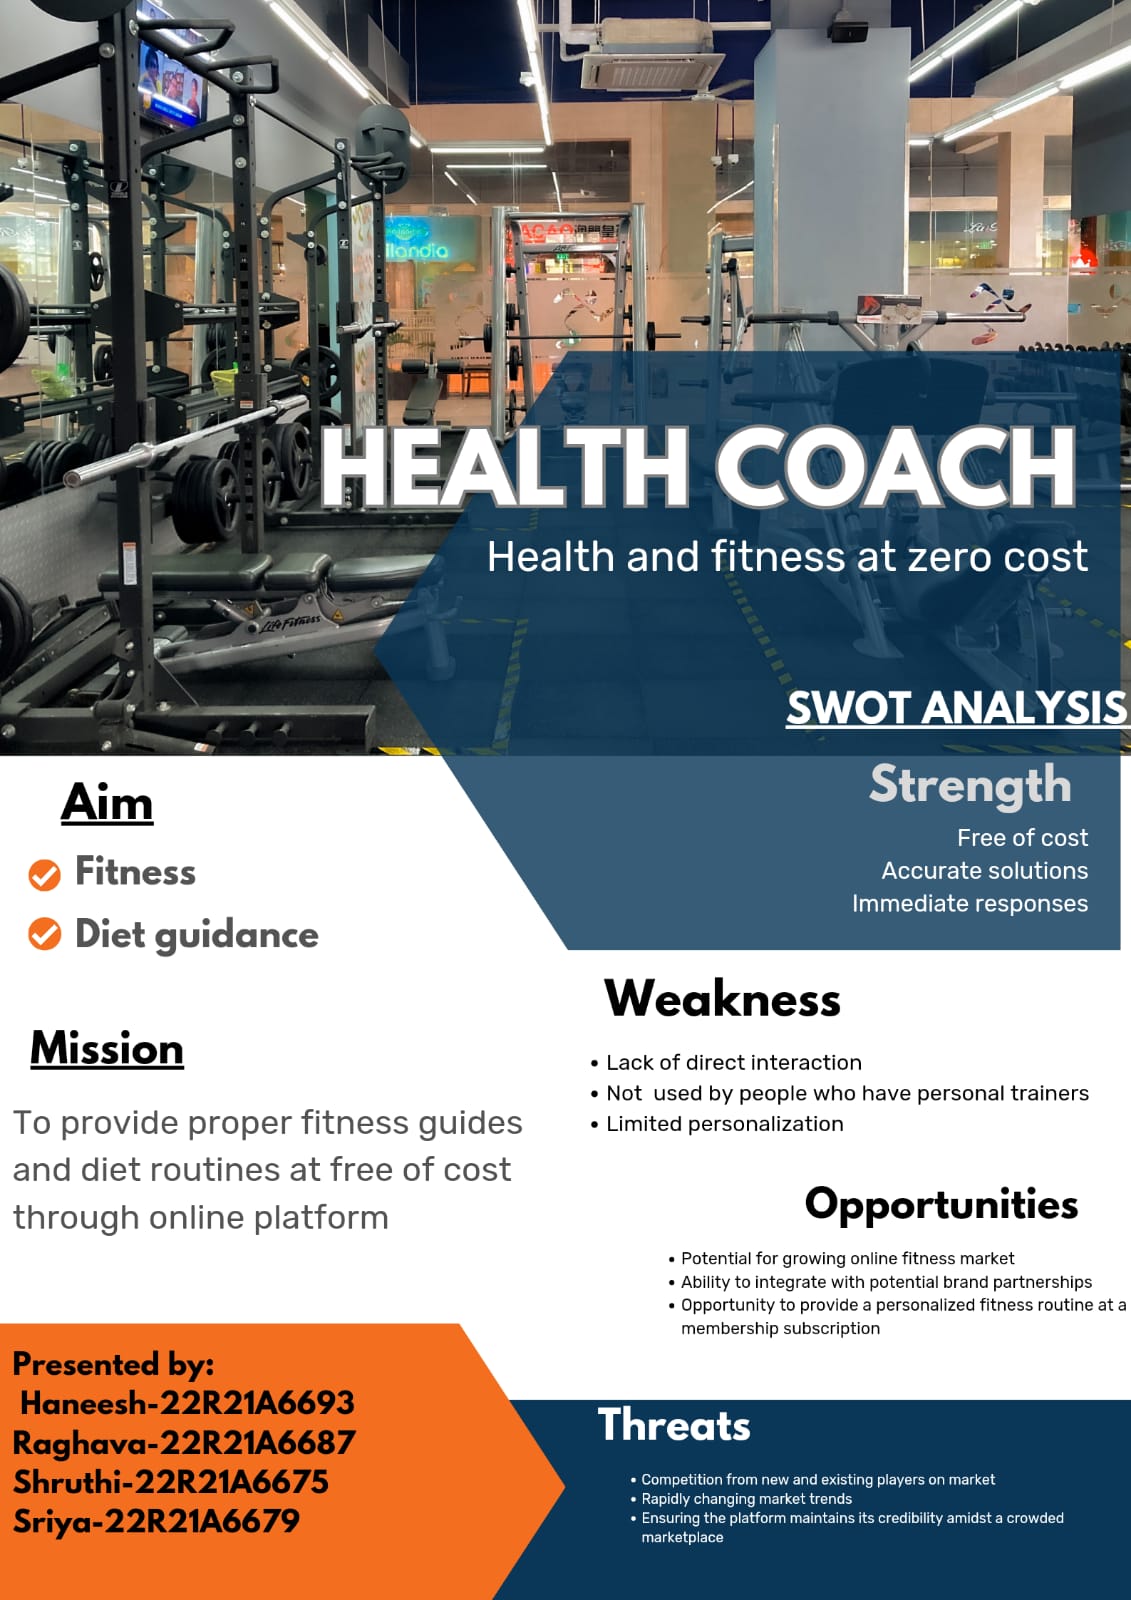 HEALTH COACH
Health and fitness at zero cost
SWOT ANALYSIS
Strength
Free of cost
Accurate solutions
Immediate responses
Aim
Fitness
Diet guidance
Mission
To provide proper fitness guides
and diet routines at free of cost
through online platform
Weakness
• Lack of direct interaction
• Not  used by people who have personal trainers
• Limited personalization
Opportunities
• Potential for growing online fitness market
• Ability to integrate with potential brand partnerships
• Opportunity to provide a personalized fitness routine at a
membership subscription
Presented by:
Haneesh-22R21A6693
Raghava-22R21A6687
Shruthi-22R21A6675
Sriya-22R21A6679
Threats
• Competition from new and existing players on market
• Rapidly changing market trends
• Ensuring the platform maintains its credibility amidst a crowded
marketplace
Life Fitness